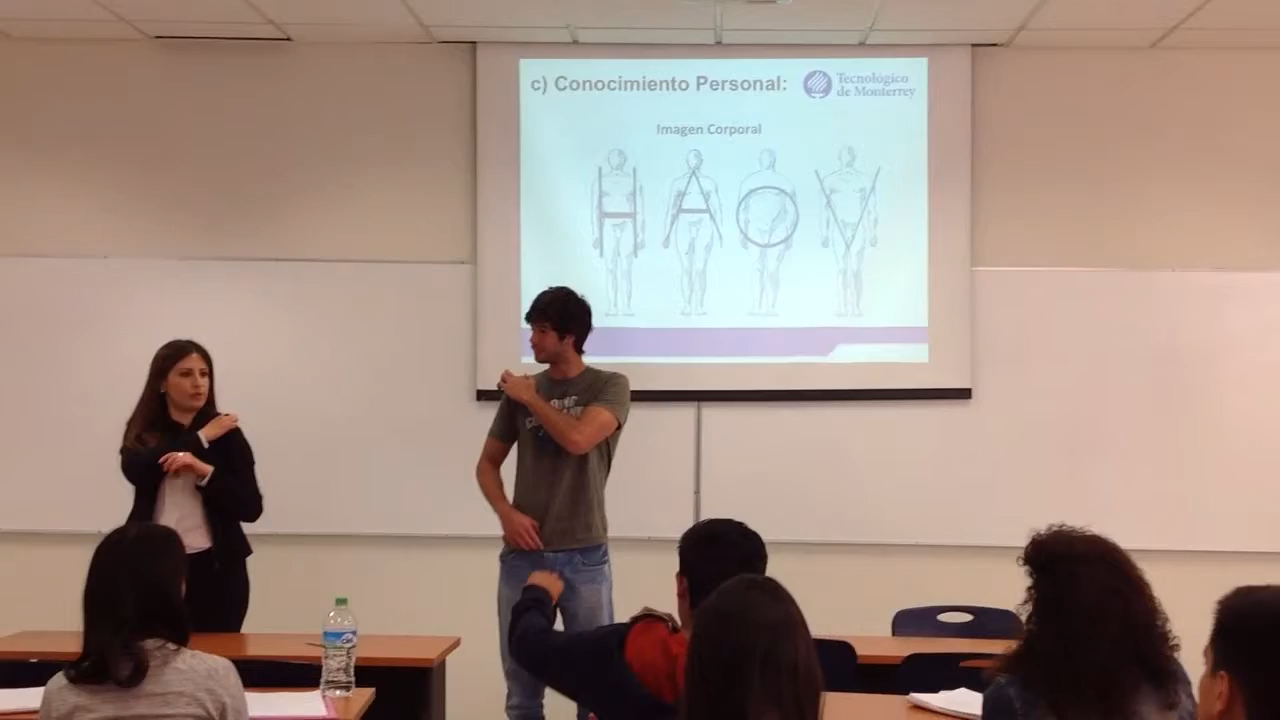 c) Conocimiento Personal:
Tecnológico
de Monterrey
Imagen Corporal